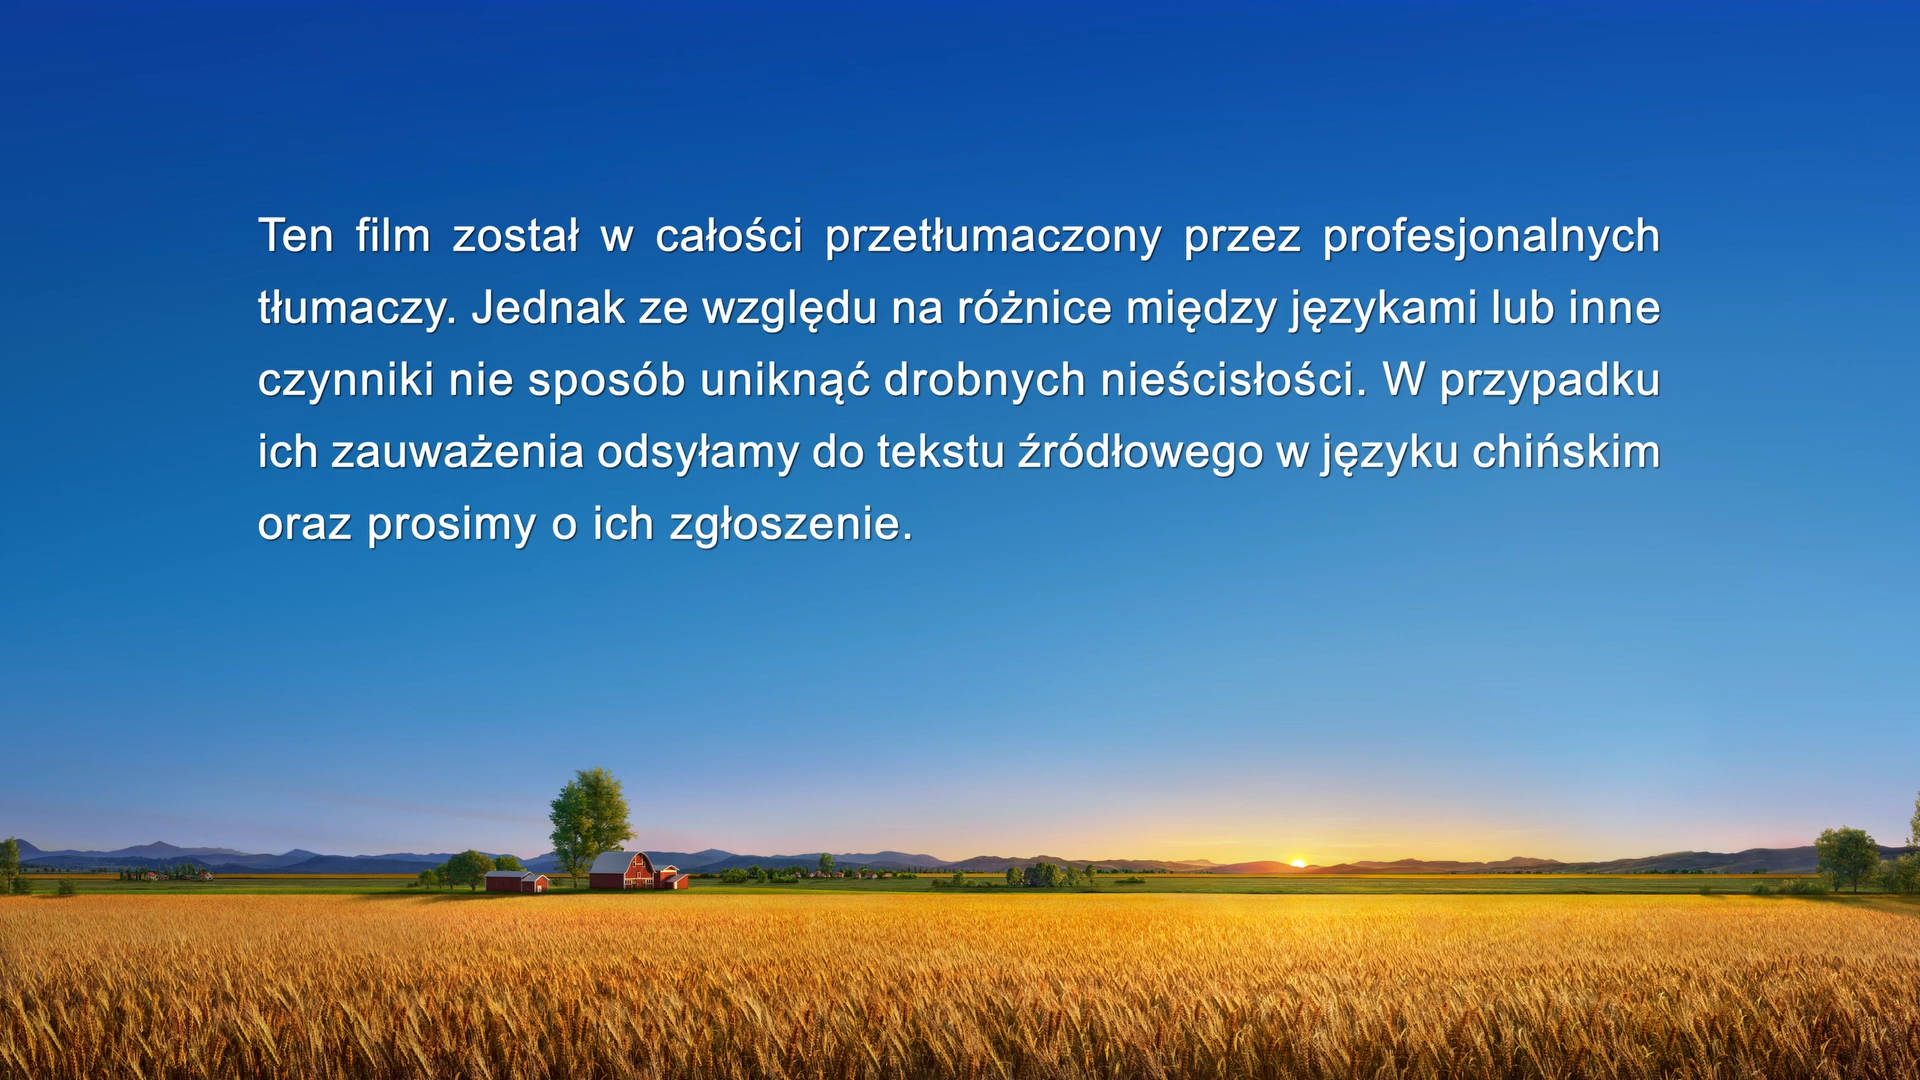 Ten film został w całości przetłumaczony przez profesjonalnych
tłumaczy. Jednak ze względu na różnice między językami lub inne
czynniki nie sposób uniknąć drobnych nieścisłości. W przypadku
ich zauważenia odsyłamy do tekstu źródłowego w języku chińskim
oraz prosimy o ich zgłoszenie.